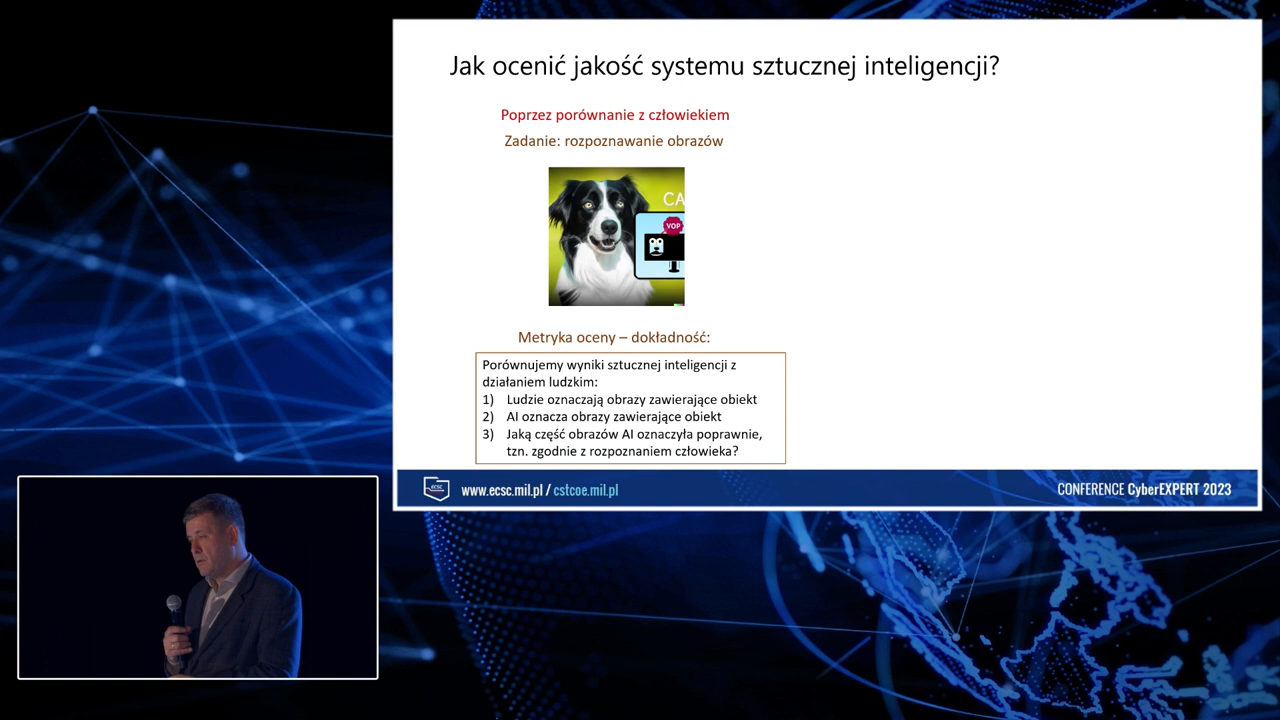 Jak ocenić jakość systemu sztucznej inteligencji?
Poprzez porównanie z człowiekiem
Zadanie: rozpoznawanie obrazów
CA
VOP
Metryka oceny – dokładność:
Porównujemy wyniki sztucznej inteligencji z
działaniem ludzkim:
1) Ludzie oznaczają obrazy zawierające obiekt
2) AI oznacza obrazy zawierające obiekt
3) Jaką część obrazów AI oznaczyła poprawnie,
tzn. zgodnie z rozpoznaniem człowieka?
ecsc
www.ecsc.mil.pl / cstcoe.mil.pl
CONFERENCE CyberEXPERT 2023